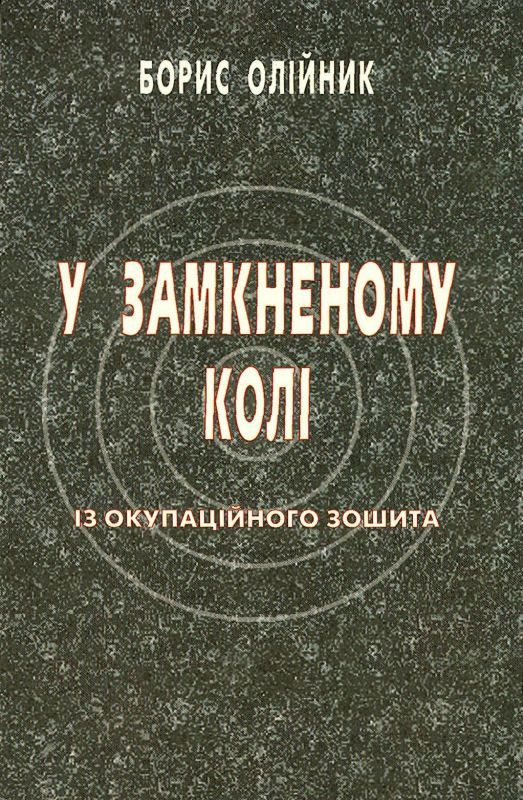 БОРИС ОЛІЙНИК
У ЗАМКНЕНОМУ
КОЛІ
ІЗ ОКУПАЦІЙНОГО ЗОШИТА